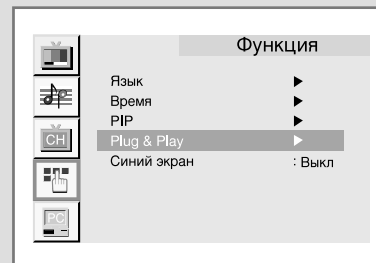 Функция
Язык ▶
Время ▶
PIP ▶
CH
Plug & Play ▶
Синий экран : Выкл
PC